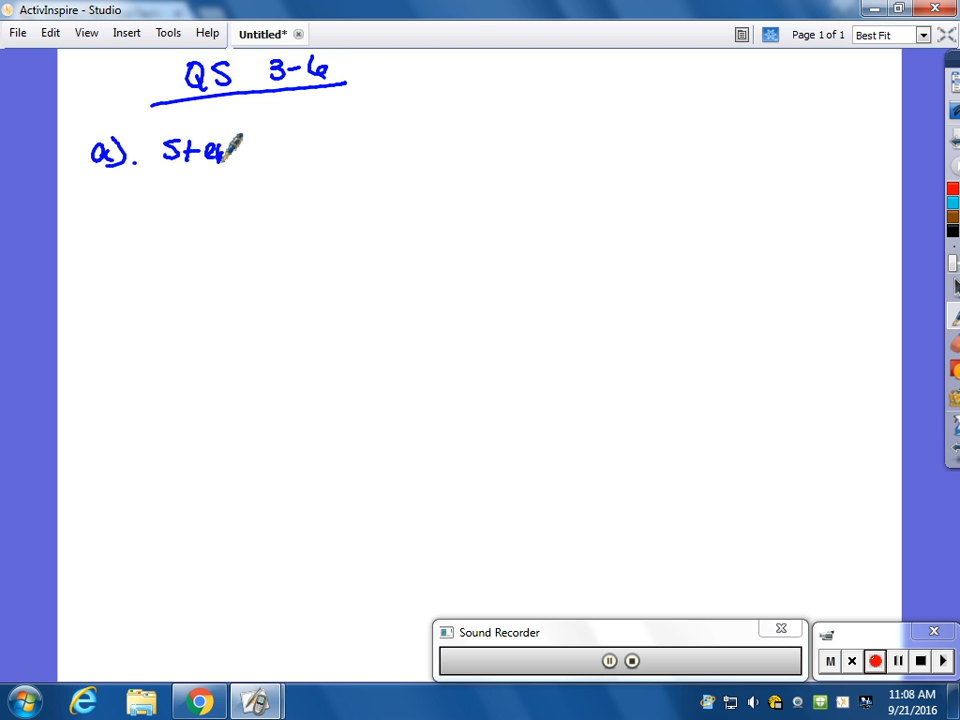 ActivInspire - Studio
File Edit View Insert Tools Help Untitled* Page 1 of 1 Best Fit
QS 3-6
a). Step
Sound Recorder
M
11:08 AM
9/21/2016